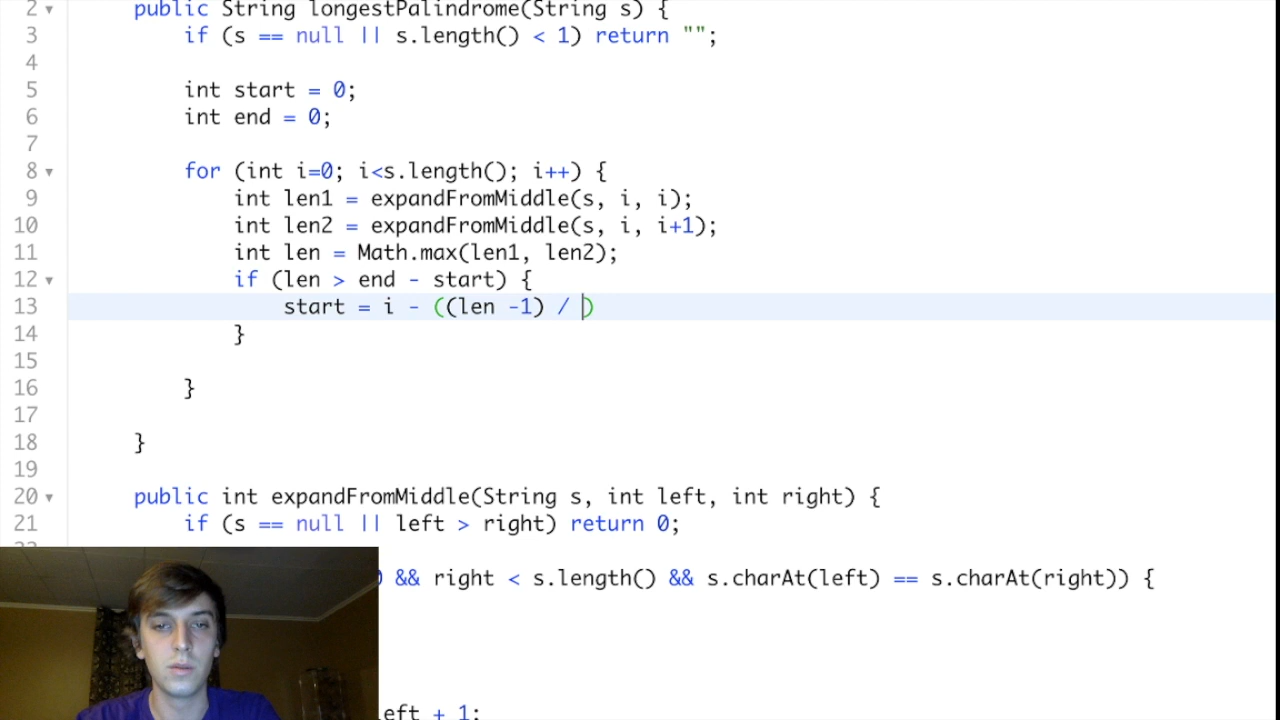 2 public String longestPalindrome(String s) {
3 if (s == null || s.length() < 1) return "";
4
5 int start = 0;
6 int end = 0;
7
8 for (int i=0; i<s.length(); i++) {
9 int len1 = expandFromMiddle(s, i, i);
10 int len2 = expandFromMiddle(s, i, i+1);
11 int len = Math.max(len1, len2);
12 if (len > end - start) {
13 start = i - ((len -1) / )
14 }
15
16 }
17
18 }
19
20 public int expandFromMiddle(String s, int left, int right) {
21 if (s == null || left > right) return 0;
&& right < s.length() && s.charAt(left) == s.charAt(right)) {
eft + 1;